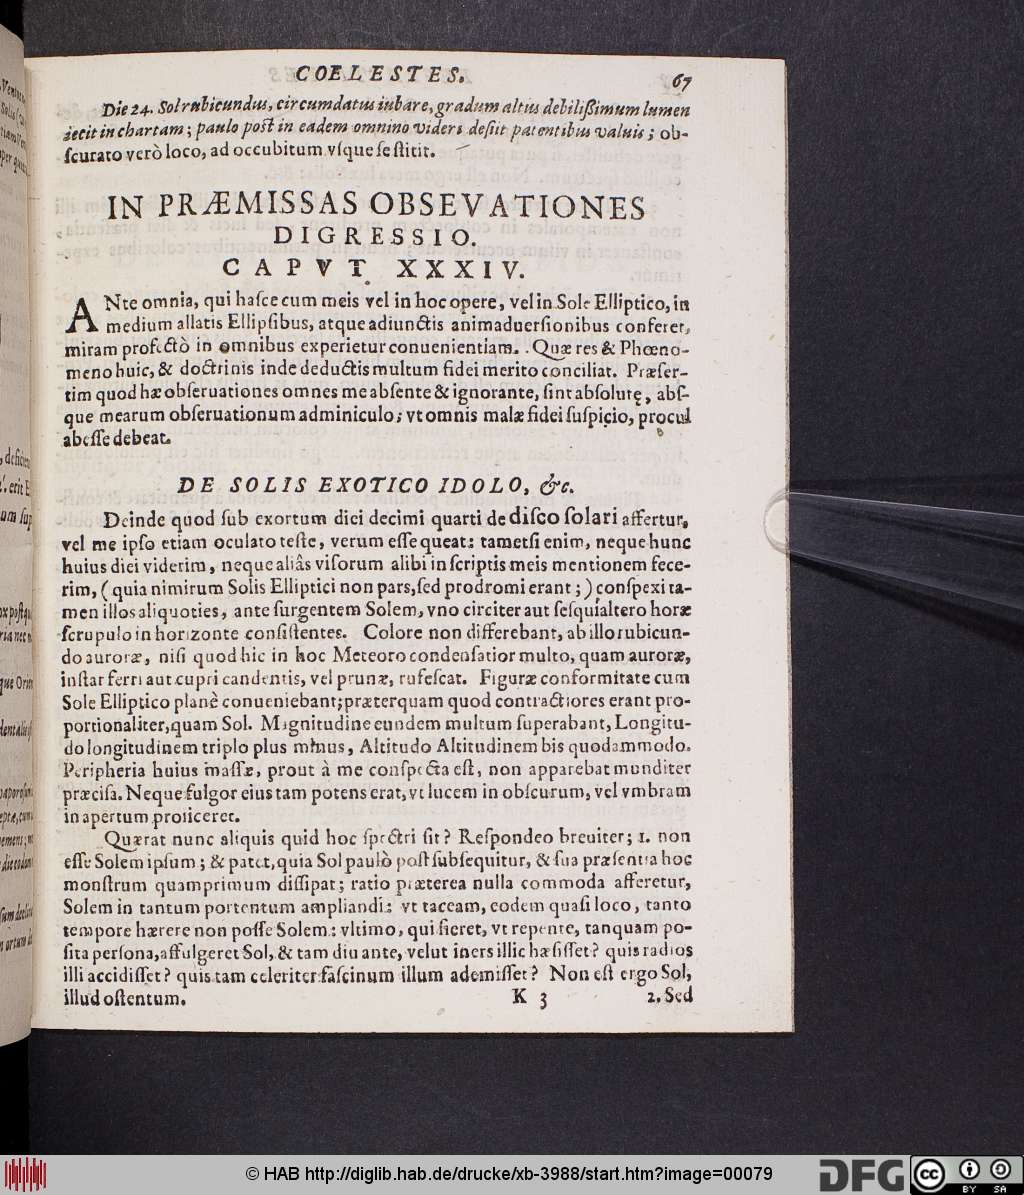 COELESTES. 67
Die 24. Sol rubicundus, circumdatus iubare, gradum altius debilißimum lumen
iecit in chartam; paulo pòst in eadem omnino videri desiit patentibus valuis; ob-
ſcurato verò loco, ad occubitum vſque ſe ſtitit.
IN PRÆMISSAS OBSEVATIONES
DIGRESSIO.
CAPVT XXXIV.
ANte omnia, qui haſce cum meis vel in hoc opere, vel in Sole Elliptico, in
medium allatis Ellipſibus, atque adiunctis animaduerſionibus conferet,
miram profectò in omnibus experietur conuenientiam. Quæ res & Phœno-
meno huic, & doctrinis inde deductis multum fidei merito conciliat. Præſer-
tim quod hæ obſeruationes omnes me abſente & ignorante, ſint abſolutę, abſ-
que mearum obſeruationum adminiculo; vt omnis malæ fidei ſuſpicio, procul
abeſſe debeat.
DE SOLIS EXOTICO IDOLO, &c.
Deinde quod ſub exortum diei decimi quarti de diſco ſolari affertur,
vel me ipſo etiam oculato teſte, verum eſſe queat: tametſi enim, neque hunc
huius diei viderim, neque aliâs viſorum alibi in ſcriptis meis mentionem fece-
rim, (quia nimirum Solis Elliptici non pars, ſed prodromi erant;) conſpexi ta-
men illos aliquoties, ante ſurgentem Solem, vno circiter aut ſeſquialtero horæ
ſcrupulo in horizonte conſiſtentes. Colore non differebant, ab illo rubicun-
do auroræ, niſi quod hic in hoc Meteoro condenſatior multo, quam auroræ,
inſtar ferri aut cupri candentis, vel prunæ, rufeſcat. Figuræ conformitate cum
Sole Elliptico planè conueniebant; præterquam quod contractiores erant pro-
portionaliter, quam Sol. Magnitudine eundem multum ſuperabant, Longitu-
do longitudinem triplo plus minus, Altitudo Altitudinem bis quodammodo.
Peripheria huius maſſæ, prout à me conſpecta eſt, non apparebat munditer
præciſa. Neque fulgor eius tam potens erat, vt lucem in obſcurum, vel vmbram
in apertum proiiceret.
Quærat nunc aliquis quid hoc ſpectri ſit? Reſpondeo breuiter; 1. non
eſſe Solem ipſum; & patet, quia Sol paulò poſt ſubſequitur, & ſua præſentia hoc
monſtrum quamprimum diſſipat; ratio præterea nulla commoda afferetur,
Solem in tantum portentum ampliandi: vt taceam, eodem quaſi loco, tanto
tempore hærere non poſſe Solem: vltimo, qui fieret, vt repente, tanquam po-
ſita perſona, affulgeret Sol, & tam diu ante, velut iners illic hæſiſſet? quis radios
illi accidiſſet? quis tam celeriter faſcinum illum ademiſſet? Non eſt ergo Sol,
illud oſtentum. K 3 2. Sed
© HAB http://diglib.hab.de/drucke/xb-3988/start.htm?image=00079
DFG
cc BY SA